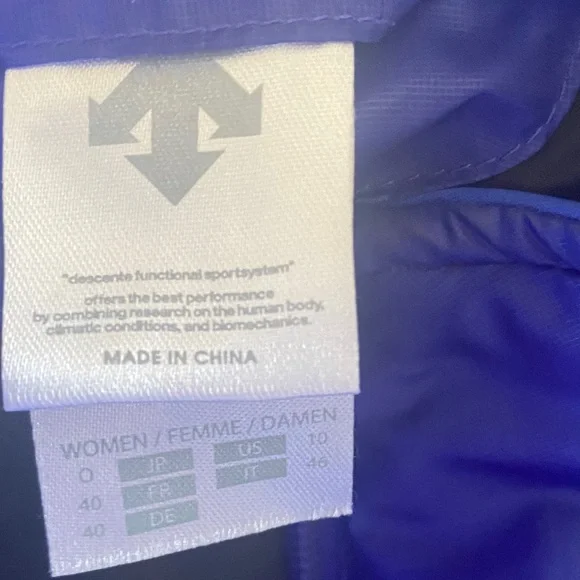 "descente functional sportsystem"
offers the best performance
by combining research on the human body,
climatic conditions, and biomechanics.
MADE IN CHINA
WOMEN / FEMME / DAMEN
O JP US 10
40 FR IT 46
40 DE